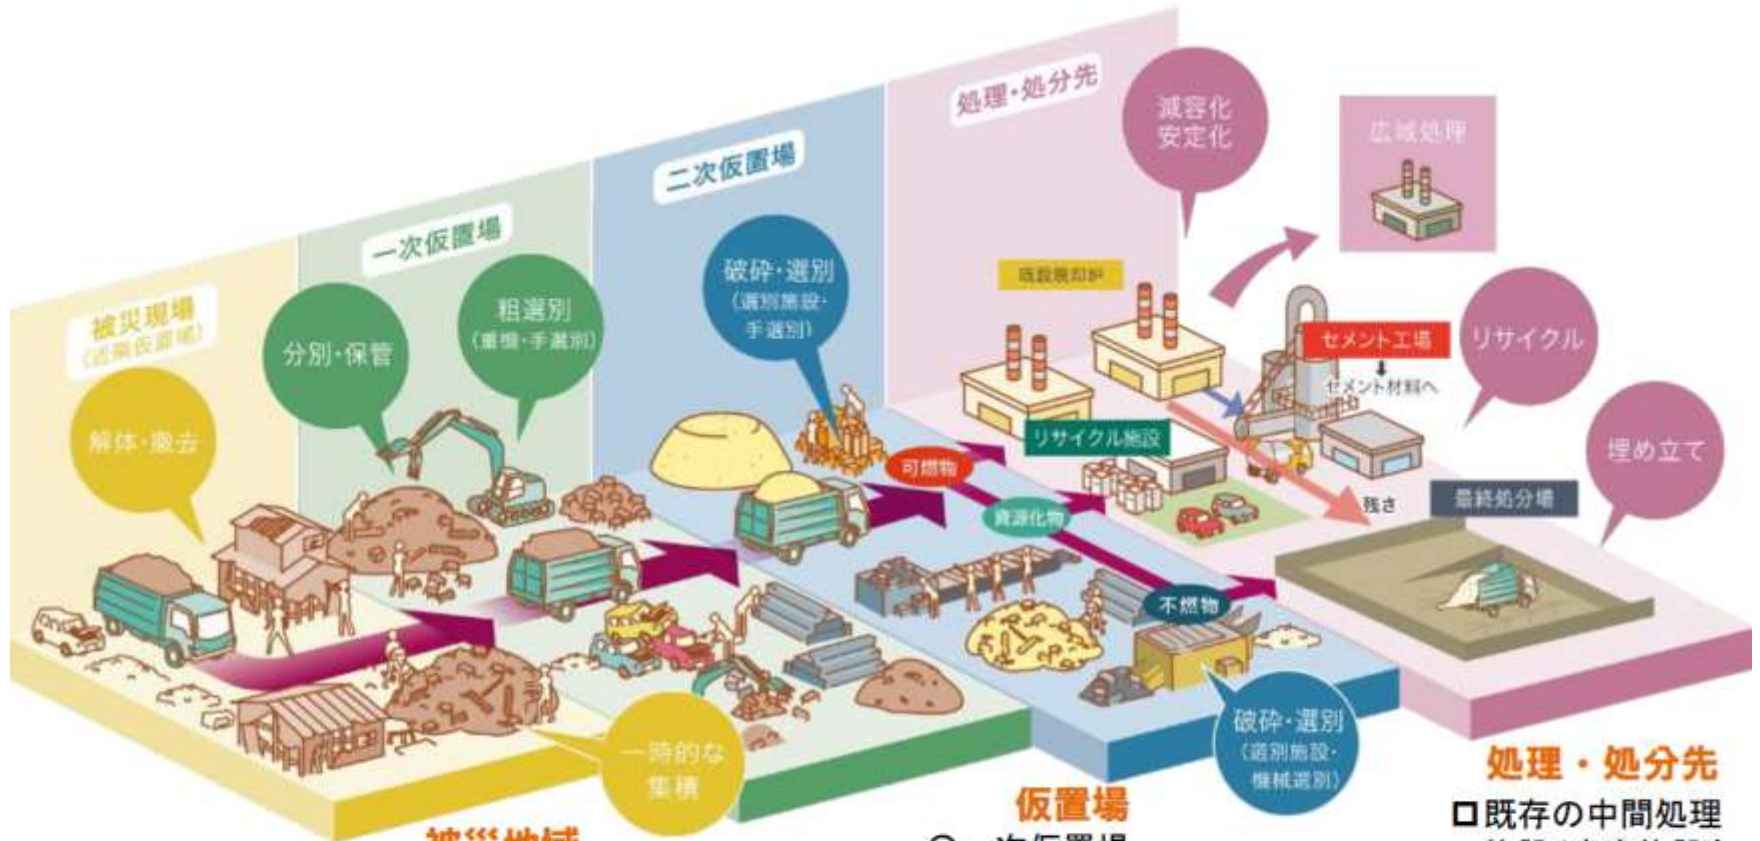 被災現場
(近隣仮置場)
解体・撤去
一時的な
集積
一次仮置場
分別・保管
粗選別
(重機・手選別)
二次仮置場
破砕・選別
(選別施設・
手選別)
可燃物
資源化物
不燃物
破砕・選別
(選別施設・
機械選別)
処理・処分先
減容化
安定化
広域処理
既設焼却炉
セメント工場
セメント材料へ
リサイクル
リサイクル施設
残さ
最終処分場
埋め立て
被災地域
仮置場
処理・処分先
既存の中間処理